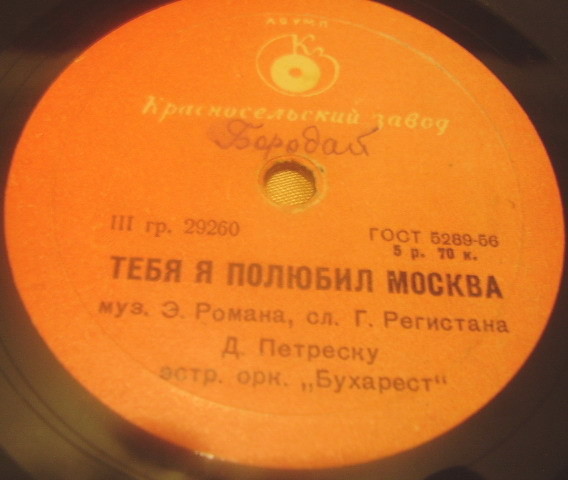 Кз
Красносельский завод
Бородай
III гр. 29260
ГОСТ 5289-56
5 р. 70 к.
ТЕБЯ Я ПОЛЮБИЛ МОСКВА
муз. Э. Романа, сл. Г. Регистана
Д. Петреску
эстр. орк. „Бухарест“